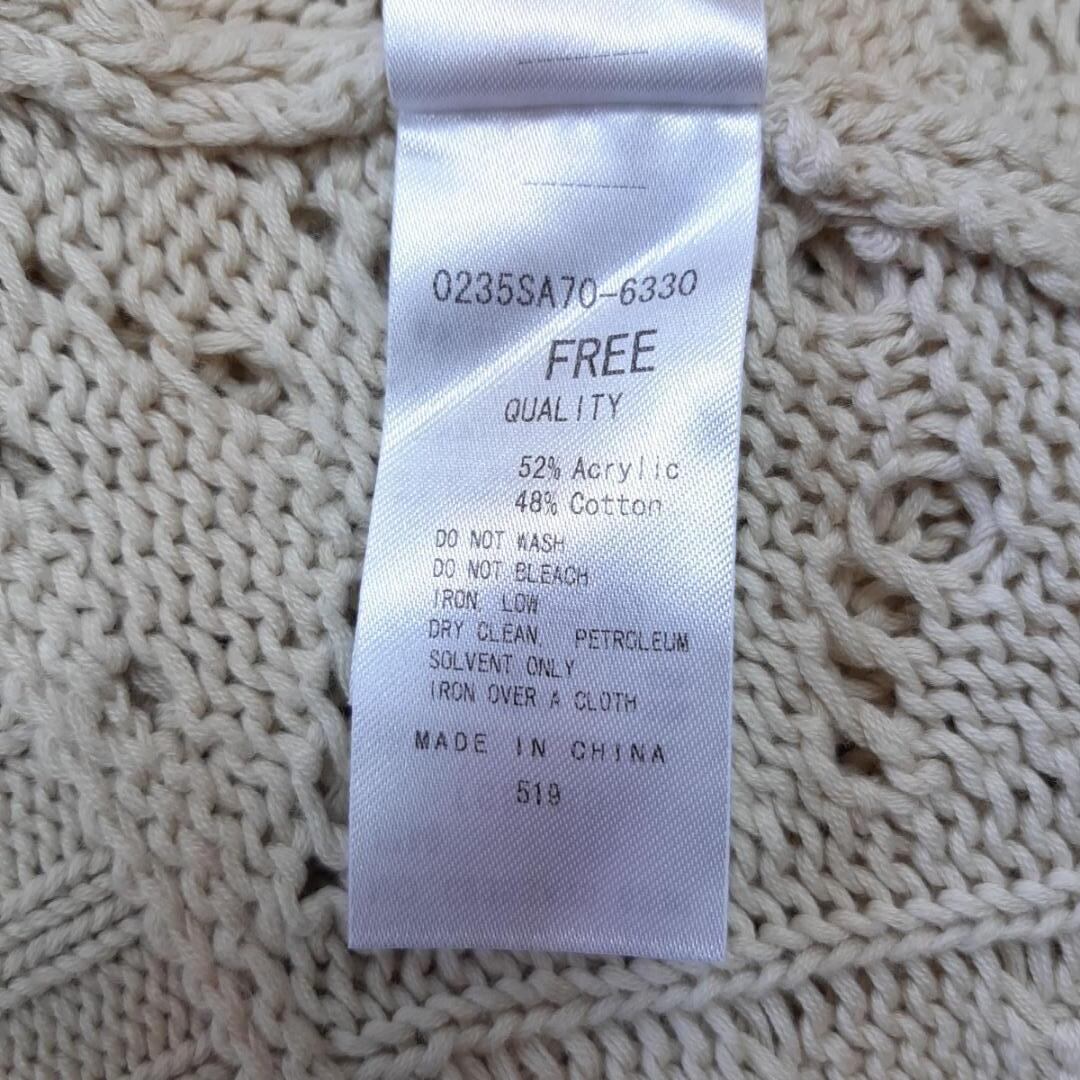 0235SA70-6330
FREE
QUALITY
52% Acrylic
48% Cotton
DO NOT WASH
DO NOT BLEACH
IRON LOW
DRY CLEAN PETROLEUM
SOLVENT ONLY
IRON OVER A CLOTH
MADE IN CHINA
519